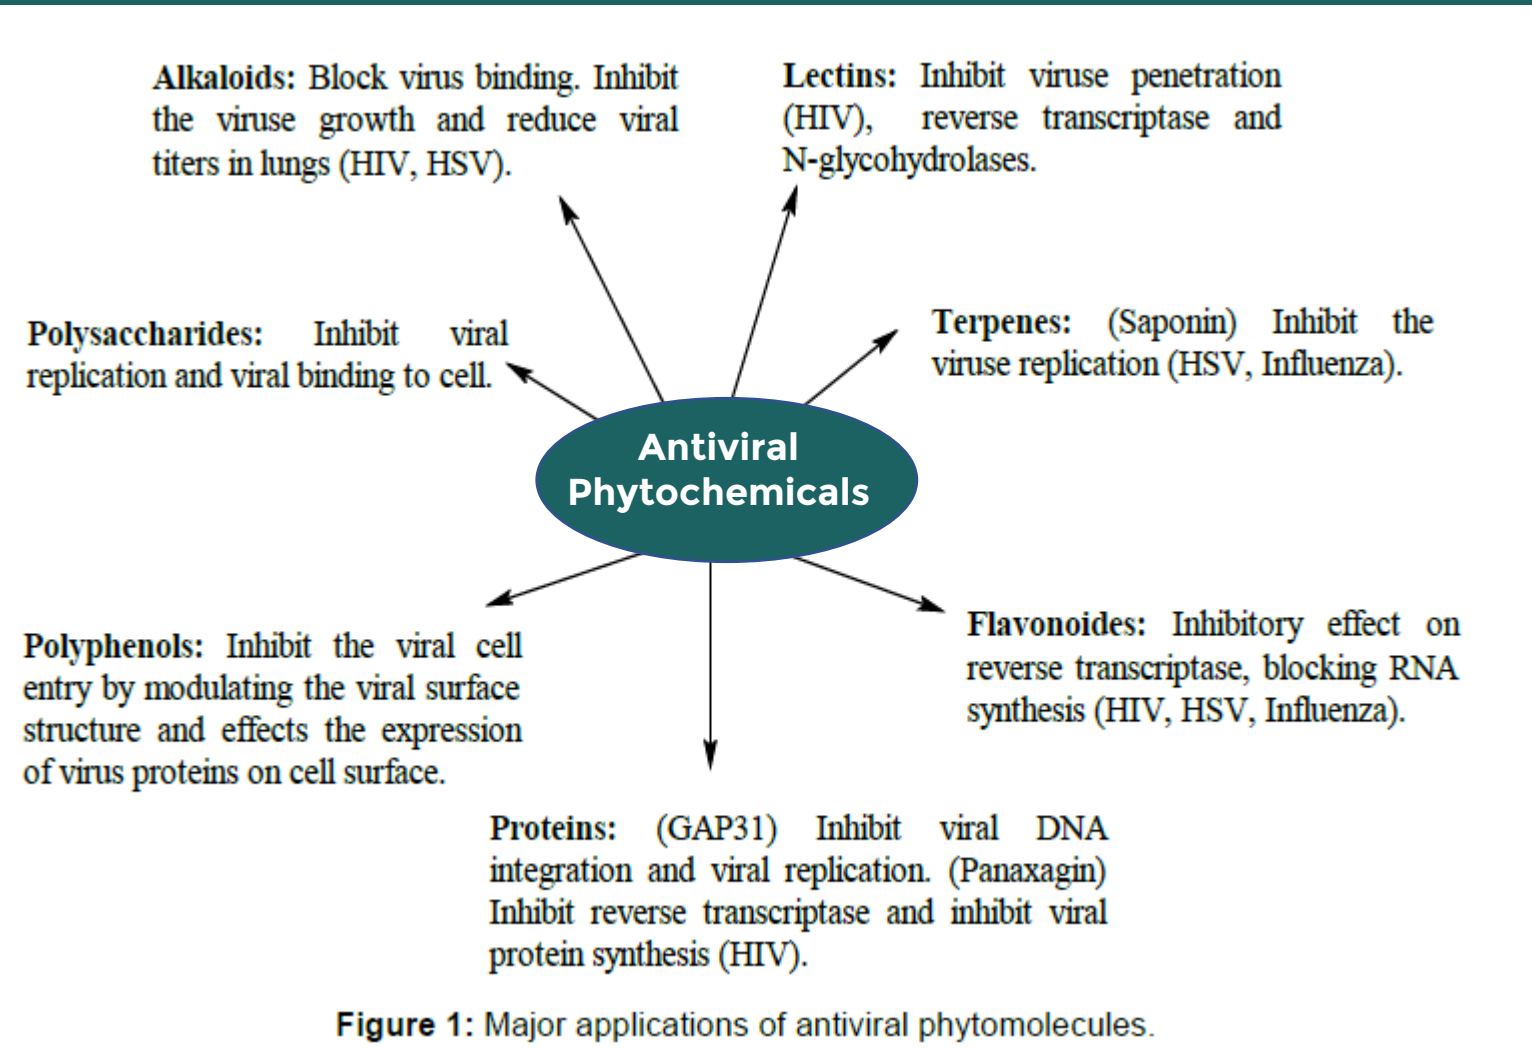 Alkaloids: Block virus binding. Inhibit
the viruse growth and reduce viral
titers in lungs (HIV, HSV).
Lectins: Inhibit viruse penetration
(HIV), reverse transcriptase and
N-glycohydrolases.
Polysaccharides: Inhibit viral
replication and viral binding to cell.
Terpenes: (Saponin) Inhibit the
viruse replication (HSV, Influenza).
Antiviral
Phytochemicals
Polyphenols: Inhibit the viral cell
entry by modulating the viral surface
structure and effects the expression
of virus proteins on cell surface.
Flavonoides: Inhibitory effect on
reverse transcriptase, blocking RNA
synthesis (HIV, HSV, Influenza).
Proteins: (GAP31) Inhibit viral DNA
integration and viral replication. (Panaxagin)
Inhibit reverse transcriptase and inhibit viral
protein synthesis (HIV).
Figure 1: Major applications of antiviral phytomolecules.